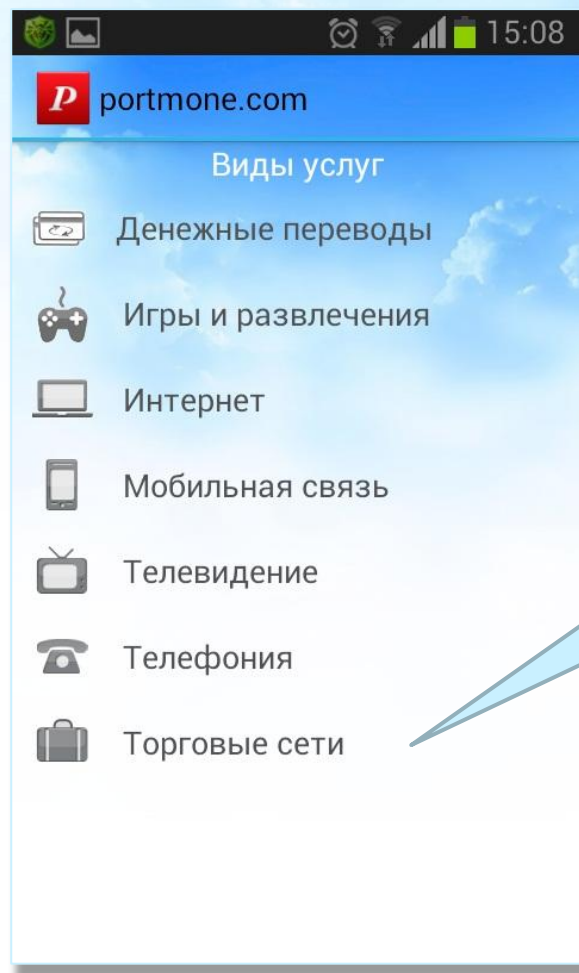 15:08
P portmone.com
Виды услуг
Денежные переводы
Игры и развлечения
Интернет
Мобильная связь
Телевидение
Телефония
Торговые сети